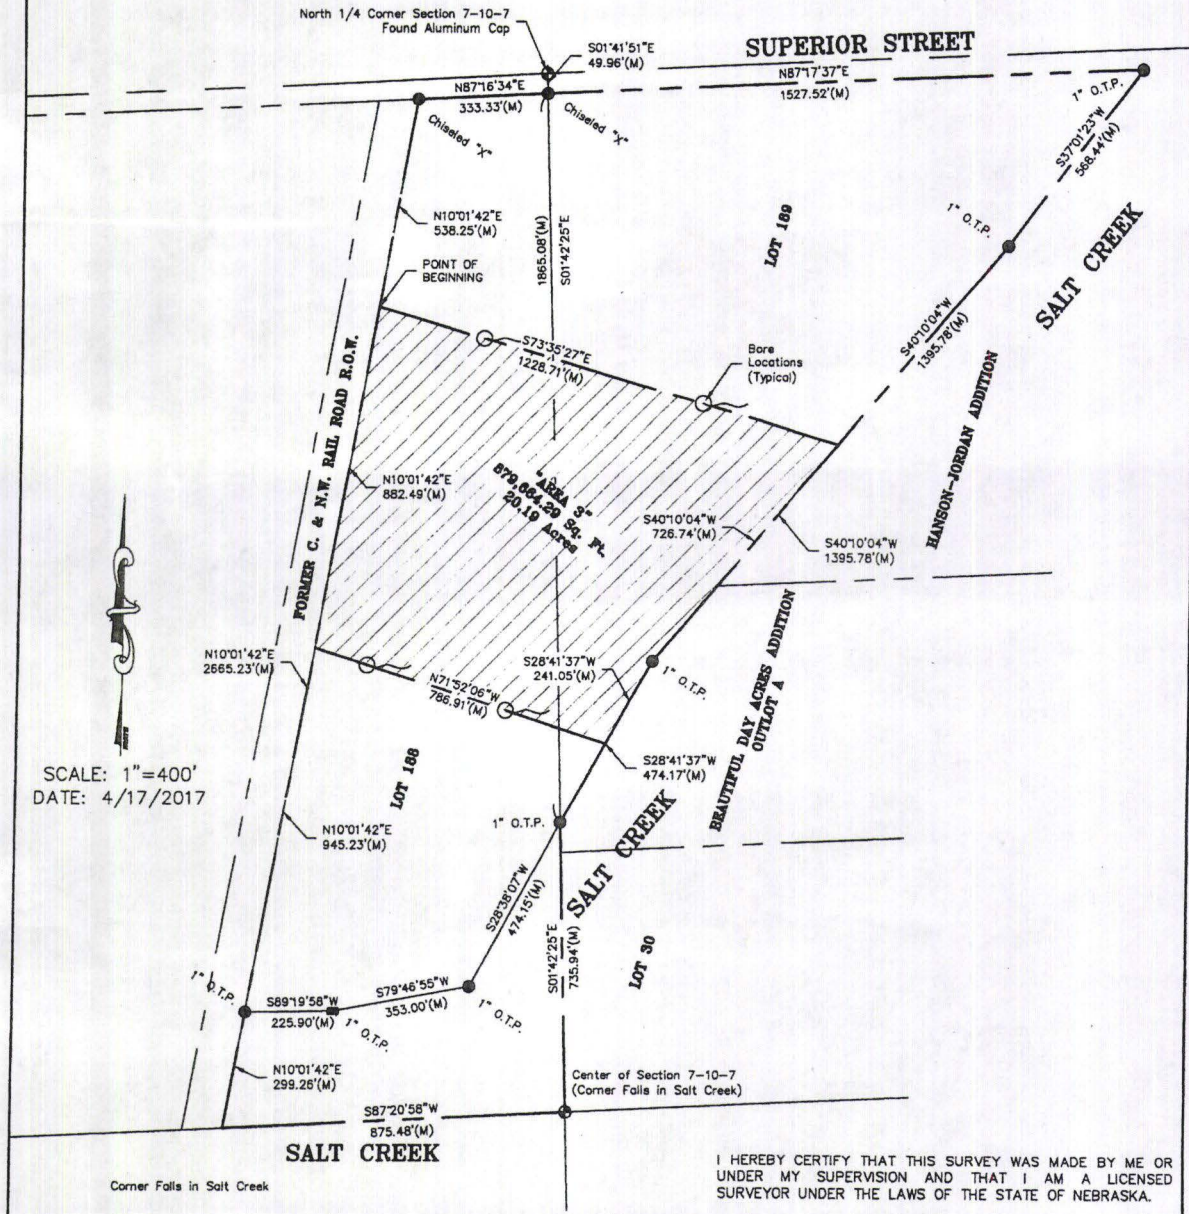 North 1/4 Corner Section 7-10-7
Found Aluminum Cap
S01°41'51"E
49.96'(M)
SUPERIOR STREET
N87°16'34"E
333.33'(M)
N87°17'37"E
1527.52'(M)
1" O.T.P.
Chiseled "X"
Chiseled "X"
S37°01'23"W
568.44'(M)
N10°01'42"E
538.25'(M)
1865.08'(M)
S01°42'25"E
LOT 189
1" O.T.P.
SALT CREEK
POINT OF
BEGINNING
S73°35'27"E
1228.71'(M)
Bore
Locations
(Typical)
S40°10'04"W
1395.78'(M)
FORMER C. & N.W. RAIL ROAD R.O.W.
HANSON-JORDAN ADDITION
N10°01'42"E
882.49'(M)
"AREA 3"
879,664.29 Sq. Ft.
20.19 Acres
S40°10'04"W
726.74'(M)
S40°10'04"W
1395.78'(M)
N10°01'42"E
2665.23'(M)
N71°52'06"W
786.91'(M)
S28°41'37"W
241.05'(M)
1" O.T.P.
BEAUTIFUL DAY ACRES ADDITION
OUTLOT A
SCALE: 1"=400'
DATE: 4/17/2017
LOT 188
S28°41'37"W
474.17'(M)
N10°01'42"E
945.23'(M)
1" O.T.P.
SALT CREEK
S28°38'07"W
474.15'(M)
S01°42'25"E
735.94'(M)
LOT 30
1" O.T.P.
S89°19'58"W
225.90'(M)
1" O.T.P.
S79°46'55"W
353.00'(M)
1" O.T.P.
N10°01'42"E
299.26'(M)
Center of Section 7-10-7
(Corner Falls in Salt Creek)
S87°20'58"W
875.48'(M)
SALT CREEK
Corner Falls in Salt Creek
I HEREBY CERTIFY THAT THIS SURVEY WAS MADE BY ME OR
UNDER MY SUPERVISION AND THAT I AM A LICENSED
SURVEYOR UNDER THE LAWS OF THE STATE OF NEBRASKA.